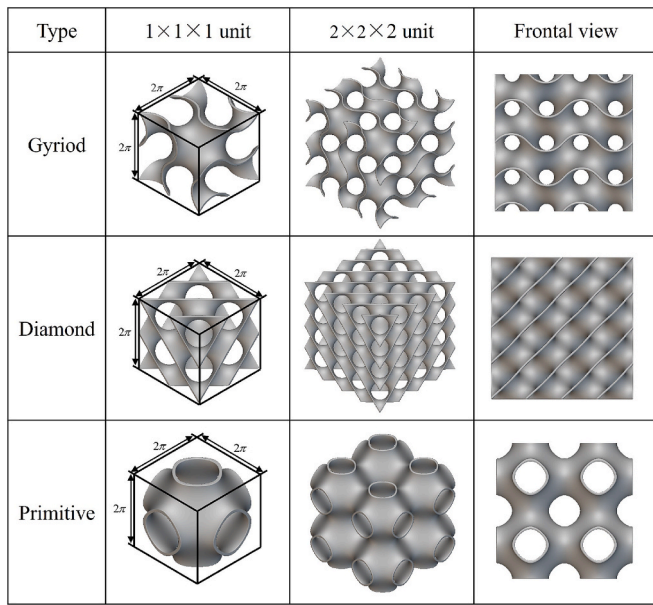 Type 1×1×1 unit 2×2×2 unit Frontal view
2π 2π
2π
Gyriod
2π 2π
2π
Diamond
2π 2π
2π
Primitive